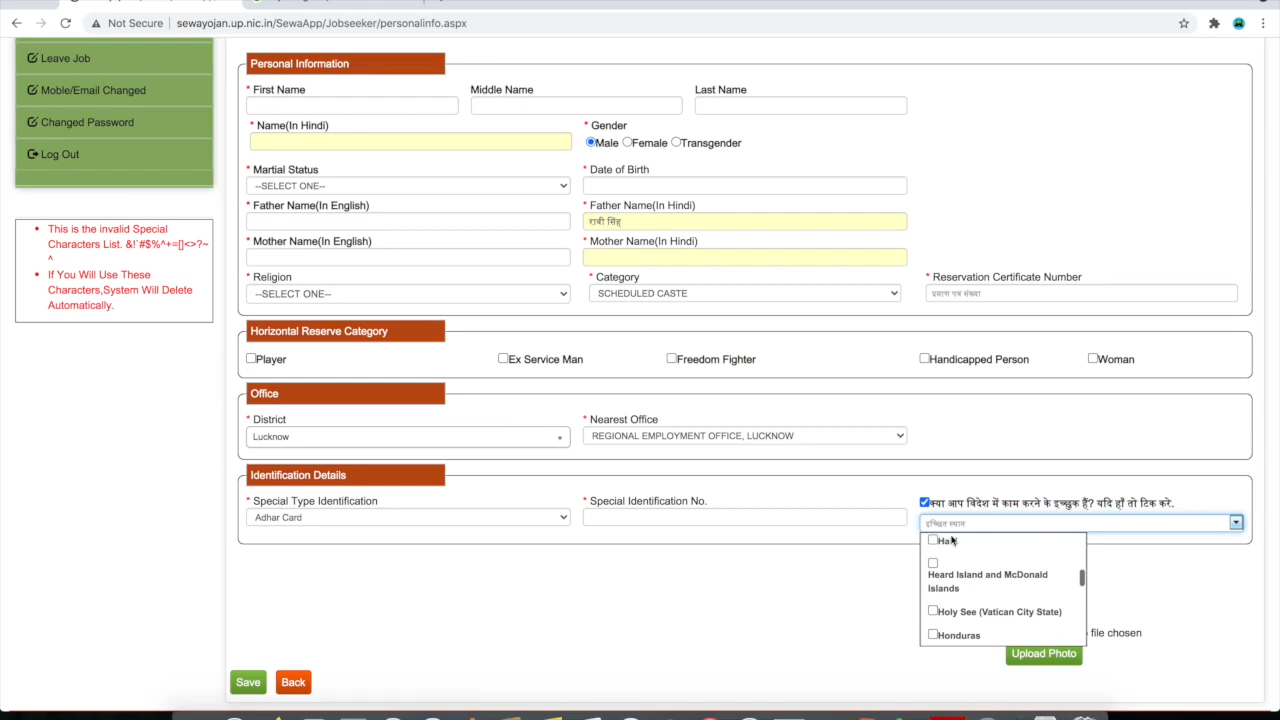 Not Secure | sewayojan.up.nic.in/SewaApp/Jobseeker/personalinfo.aspx
Leave Job
Moble/Email Changed
Changed Password
Log Out
This is the invalid Special
Characters List. &!`#$%^+=[]<>?~
^
If You Will Use These
Characters,System Will Delete
Automatically.
Personal Information
* First Name
Middle Name
Last Name
* Name(In Hindi)
* Gender
Male Female Transgender
* Martial Status
* Date of Birth
--SELECT ONE--
* Father Name(In English)
* Father Name(In Hindi)
रावी सिंह
* Mother Name(In English)
* Mother Name(In Hindi)
* Religion
* Category
* Reservation Certificate Number
--SELECT ONE--
SCHEDULED CASTE
प्रमाण पत्र संख्या
Horizontal Reserve Category
Player
Ex Service Man
Freedom Fighter
Handicapped Person
Woman
Office
* District
* Nearest Office
Lucknow
REGIONAL EMPLOYMENT OFFICE, LUCKNOW
Identification Details
* Special Type Identification
* Special Identification No.
क्या आप विदेश में काम करने के इच्छुक हैं? यदि हाँ तो टिक करे.
Adhar Card
इच्छित स्थान
Heard Island and McDonald
Islands
Holy See (Vatican City State)
Honduras
file chosen
Upload Photo
Save
Back